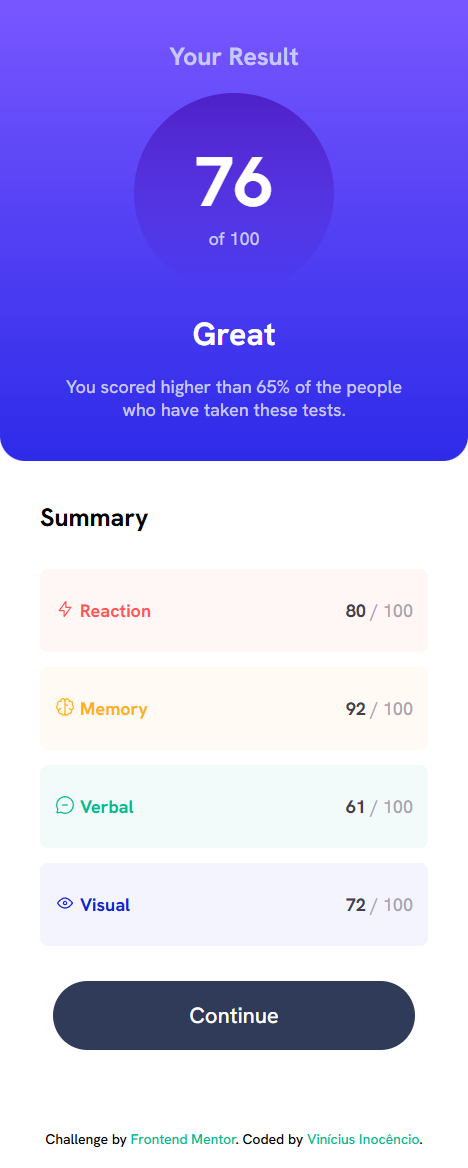 Your Result
76
of 100
Great
You scored higher than 65% of the people
who have taken these tests.
Summary
Reaction 80 / 100
Memory 92 / 100
Verbal 61 / 100
Visual 72 / 100
Continue
Challenge by Frontend Mentor. Coded by Vinícius Inocêncio.